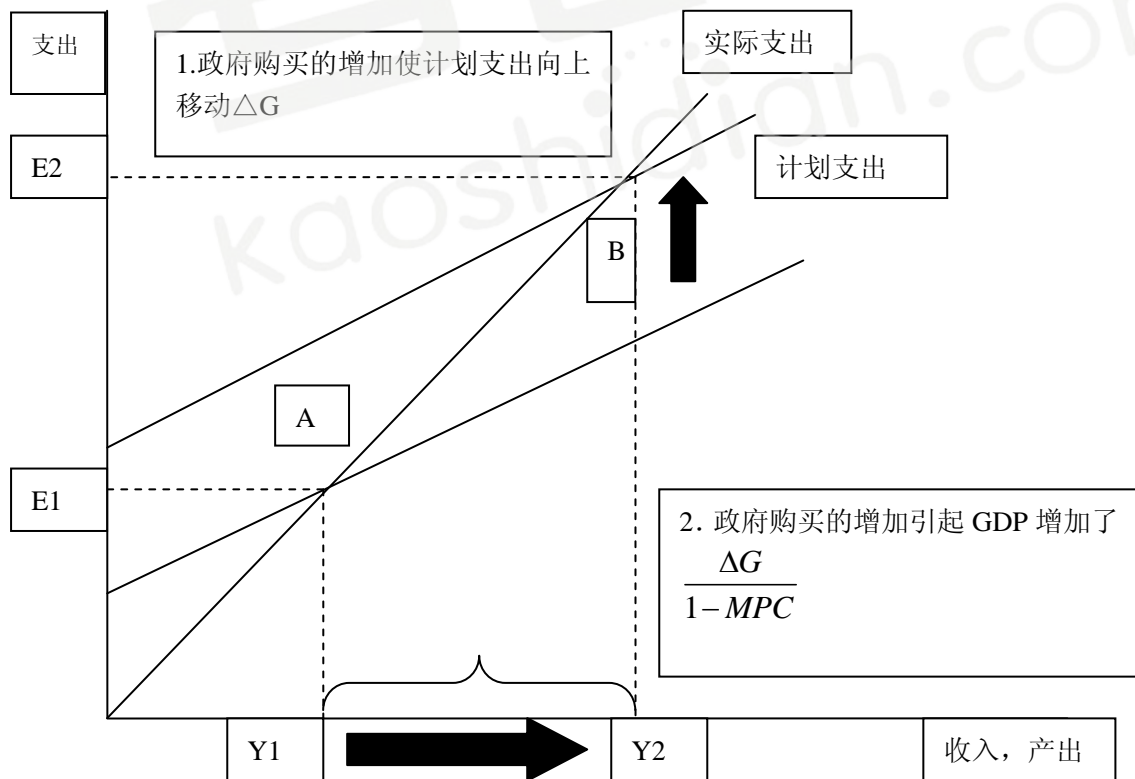 支出
1.政府购买的增加使计划支出向上
移动△G
实际支出
E2
计划支出
B
A
E1
2. 政府购买的增加引起 GDP 增加了
ΔG
1−MPC
Y1
Y2
收入，产出
kaoshidian.com